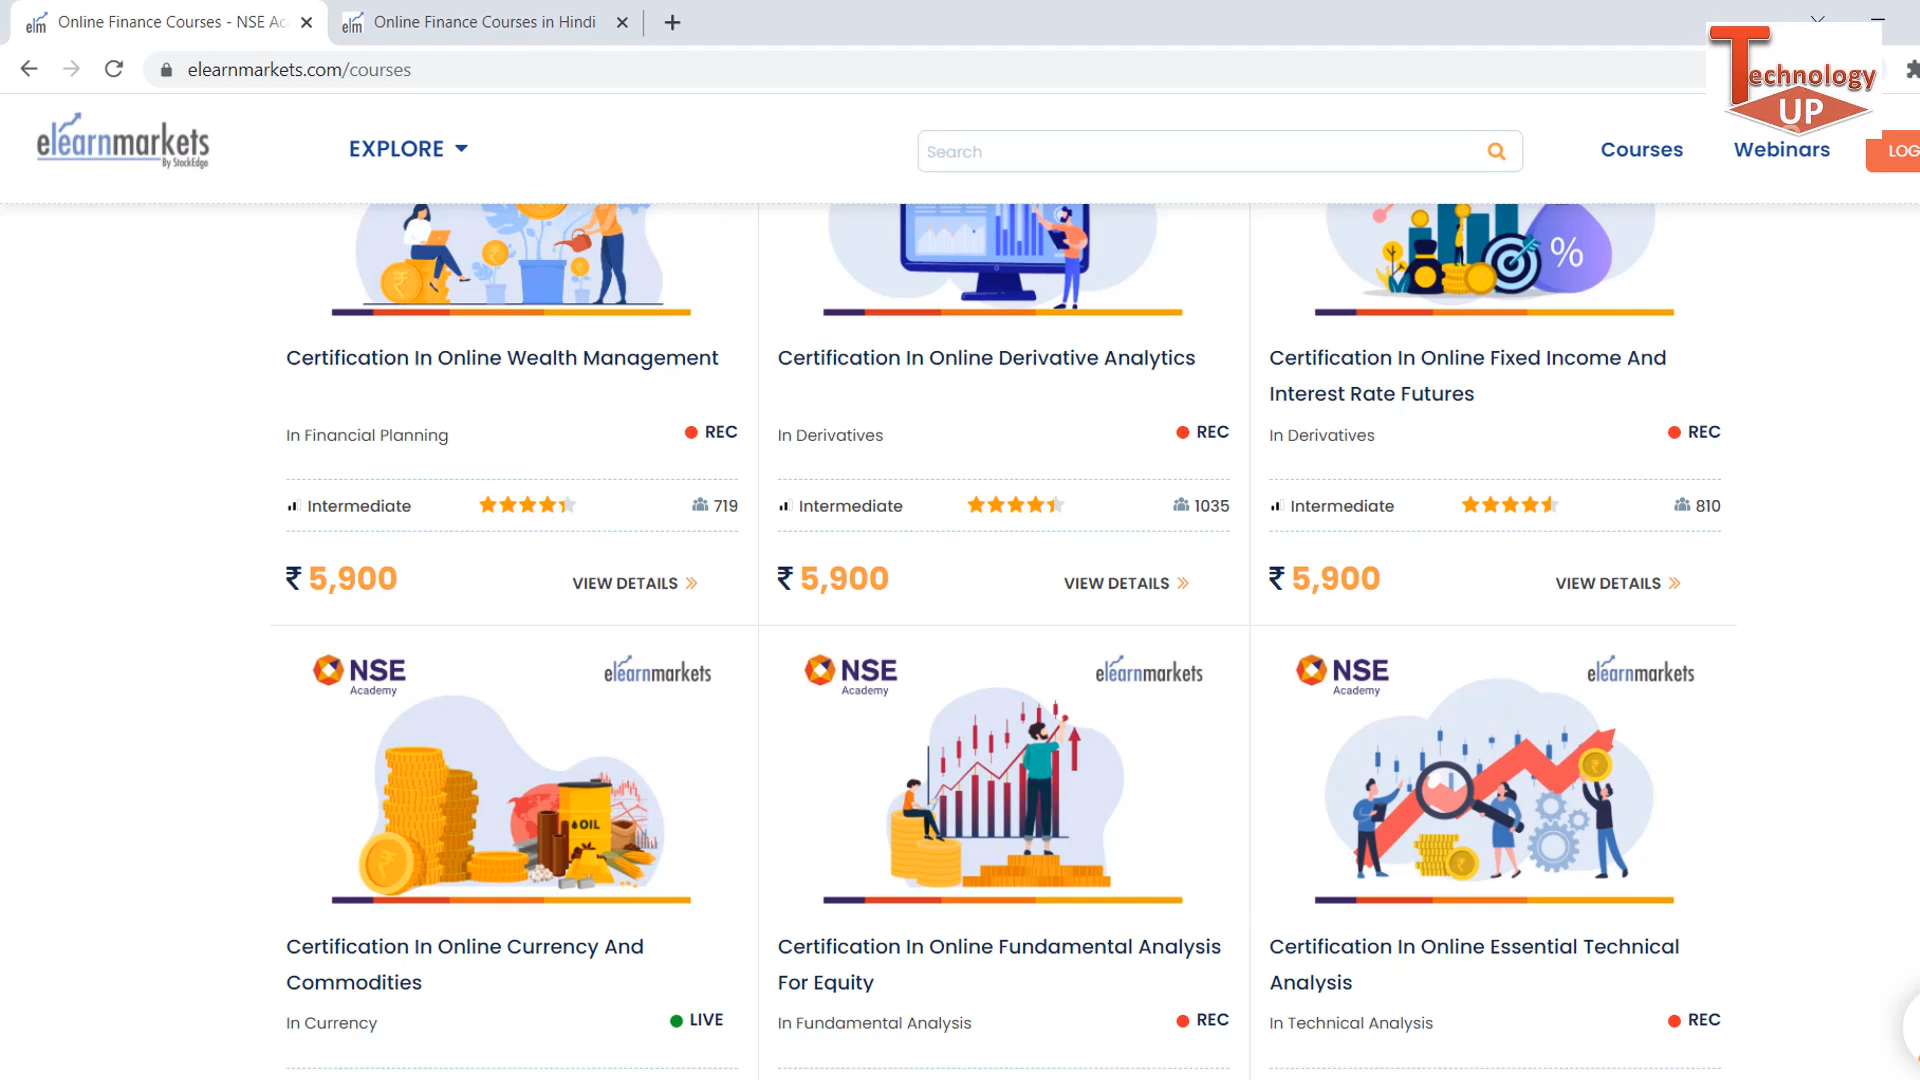 elm Online Finance Courses - NSE Ac
elm Online Finance Courses in Hindi
elearnmarkets.com/courses
Technology
UP
elearnmarkets
By StockEdge
EXPLORE
Search
Courses
Webinars
LOG
%
Certification In Online Wealth Management
In Financial Planning
REC
Intermediate
719
₹ 5,900
VIEW DETAILS
Certification In Online Derivative Analytics
In Derivatives
REC
Intermediate
1035
₹ 5,900
VIEW DETAILS
Certification In Online Fixed Income And
Interest Rate Futures
In Derivatives
REC
Intermediate
810
₹ 5,900
VIEW DETAILS
NSE
Academy
elearnmarkets
OIL
Certification In Online Currency And
Commodities
In Currency
LIVE
NSE
Academy
elearnmarkets
Certification In Online Fundamental Analysis
For Equity
In Fundamental Analysis
REC
NSE
Academy
elearnmarkets
Certification In Online Essential Technical
Analysis
In Technical Analysis
REC